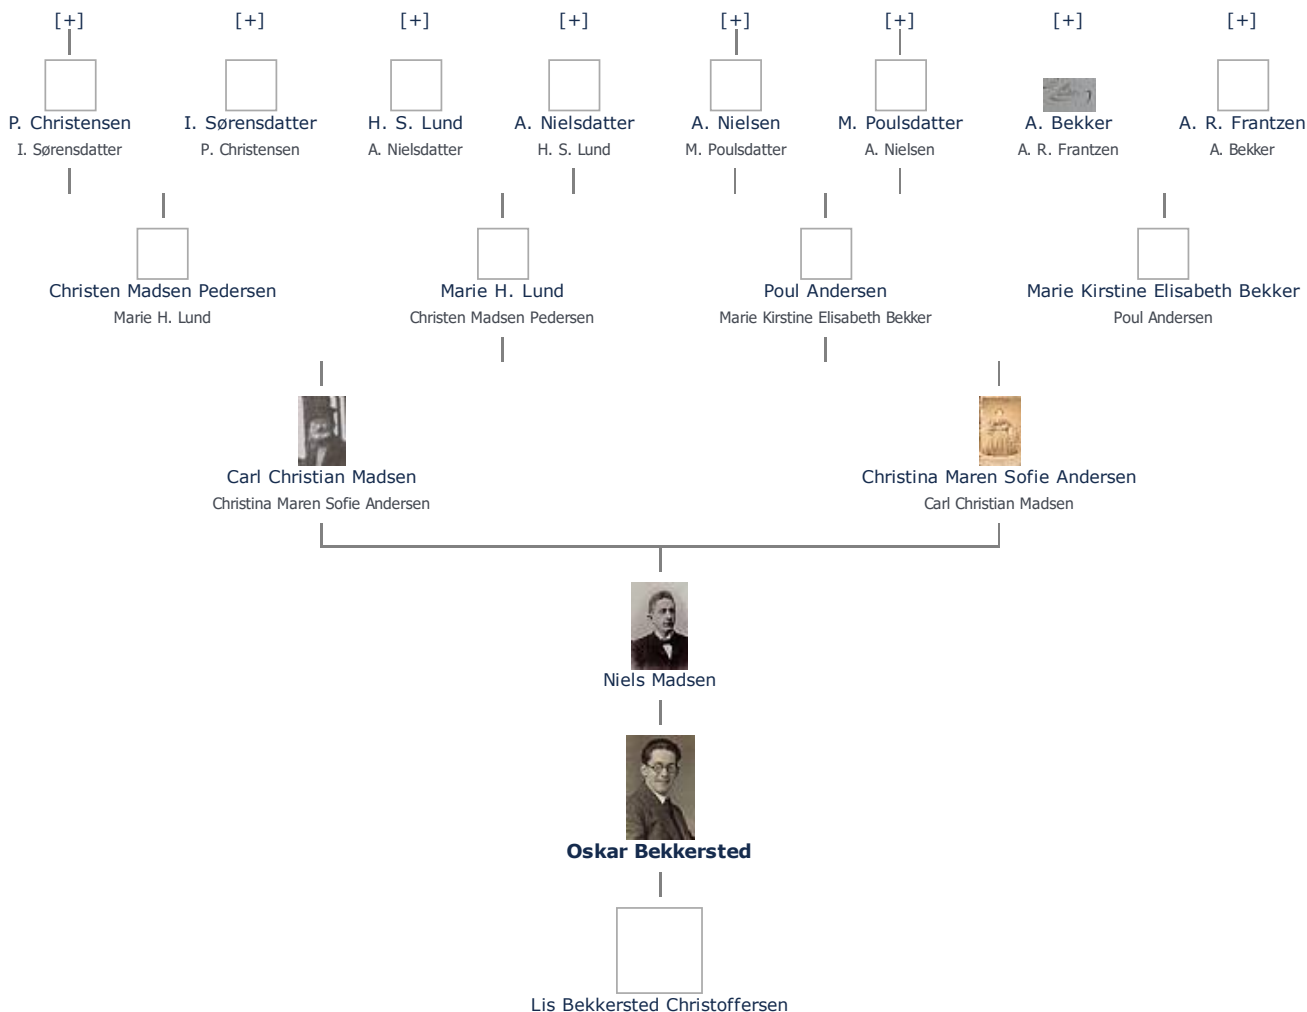 [+] [+] [+] [+] [+] [+] [+] [+]
P. Christensen I. Sørensdatter H. S. Lund A. Nielsdatter A. Nielsen M. Poulsdatter A. Bekker A. R. Frantzen
I. Sørensdatter P. Christensen A. Nielsdatter H. S. Lund M. Poulsdatter A. Nielsen A. R. Frantzen A. Bekker
Christen Madsen Pedersen Marie H. Lund Poul Andersen Marie Kirstine Elisabeth Bekker
Marie H. Lund Christen Madsen Pedersen Marie Kirstine Elisabeth Bekker Poul Andersen
Carl Christian Madsen Christina Maren Sofie Andersen
Christina Maren Sofie Andersen Carl Christian Madsen
Niels Madsen
Oskar Bekkersted
Lis Bekkersted Christoffersen